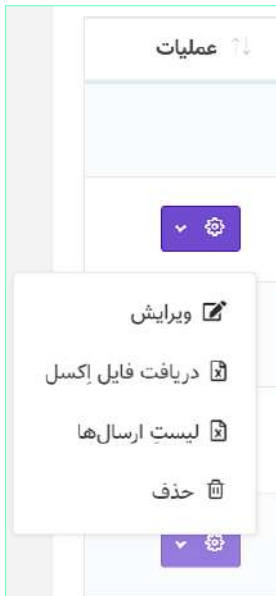 عملیات
ویرایش
دریافت فایل اِکسل
لیستِ ارسال‌ها
حذف